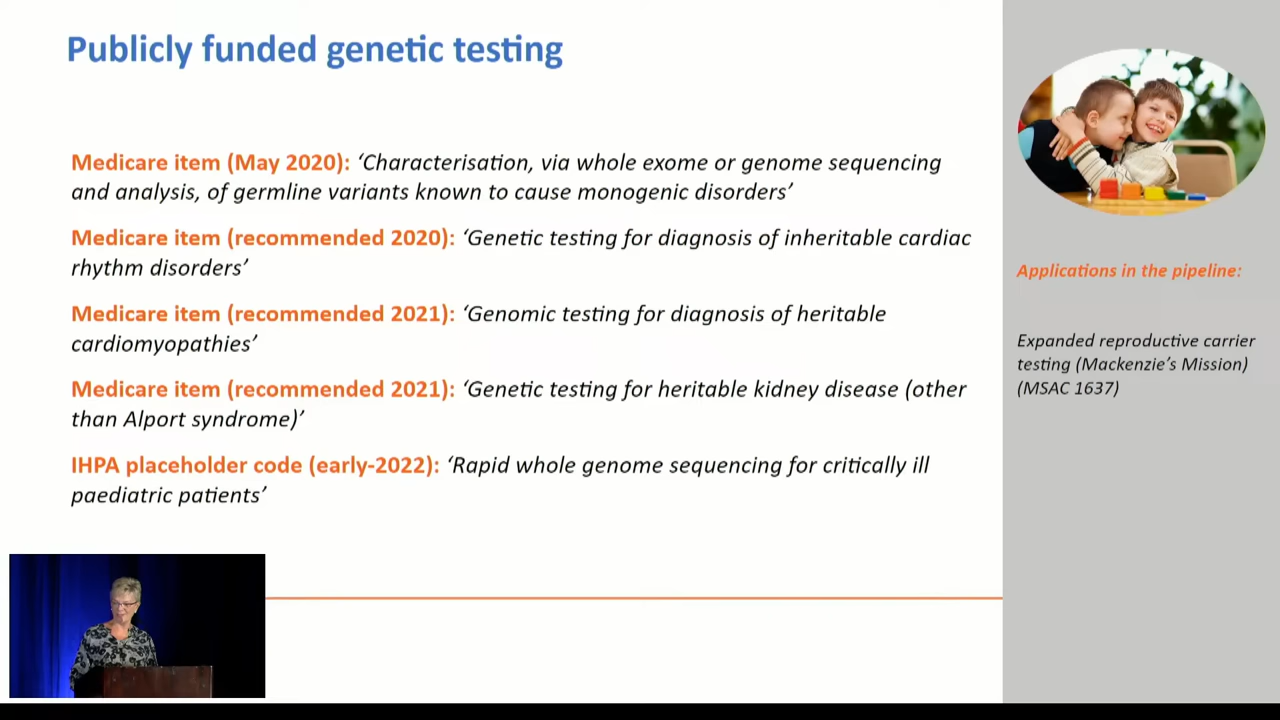 Publicly funded genetic testing
Medicare item (May 2020): ‘Characterisation, via whole exome or genome sequencing
and analysis, of germline variants known to cause monogenic disorders’
Medicare item (recommended 2020): ‘Genetic testing for diagnosis of inheritable cardiac
rhythm disorders’
Medicare item (recommended 2021): ‘Genomic testing for diagnosis of heritable
cardiomyopathies’
Medicare item (recommended 2021): ‘Genetic testing for heritable kidney disease (other
than Alport syndrome)’
IHPA placeholder code (early-2022): ‘Rapid whole genome sequencing for critically ill
paediatric patients’
Applications in the pipeline:
Expanded reproductive carrier
testing (Mackenzie’s Mission)
(MSAC 1637)